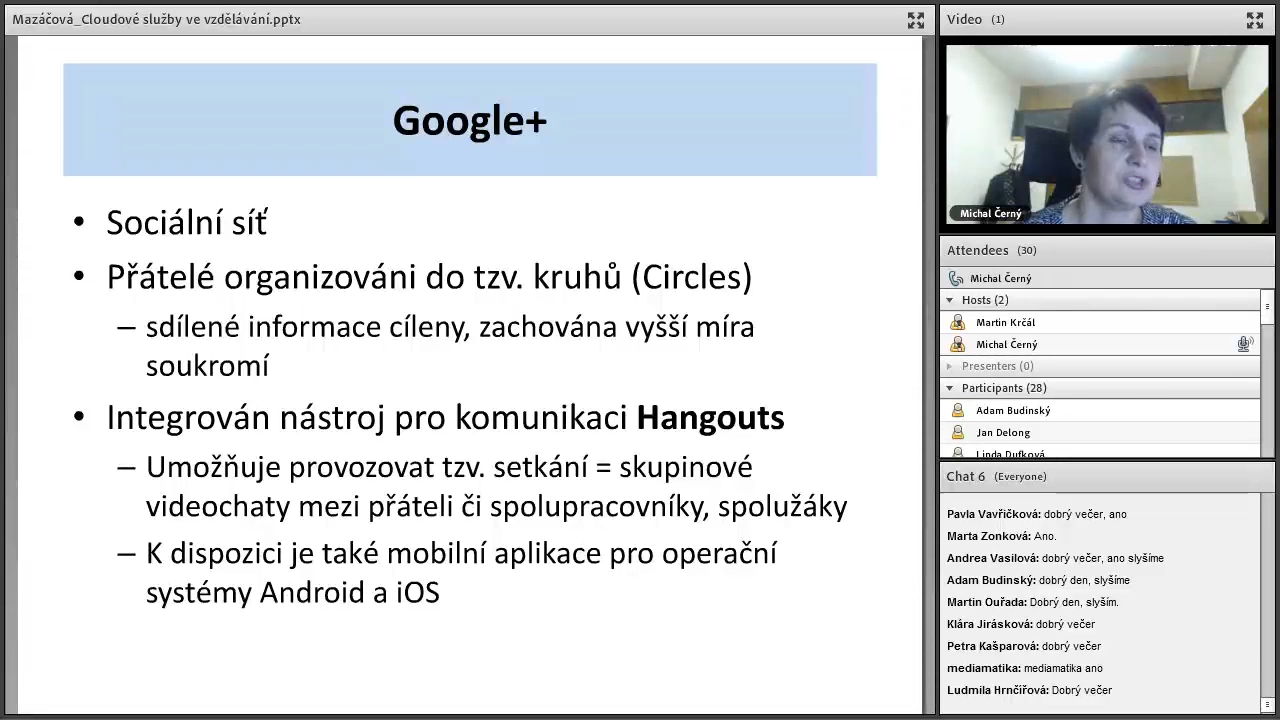 Mazáčová_Cloudové služby ve vzdělávání.pptx
Google+
• Sociální síť
• Přátelé organizováni do tzv. kruhů (Circles)
– sdílené informace cíleny, zachována vyšší míra
soukromí
• Integrován nástroj pro komunikaci Hangouts
– Umožňuje provozovat tzv. setkání = skupinové
videochaty mezi přáteli či spolupracovníky, spolužáky
– K dispozici je také mobilní aplikace pro operační
systémy Android a iOS
Video (1)
Michal Černý
Attendees (30)
Michal Černý
Hosts (2)
Martin Krčál
Michal Černý
Presenters (0)
Participants (28)
Adam Budinský
Jan Delong
Linda Dufková
Chat 6 (Everyone)
Pavla Vavřičková: dobrý večer, ano
Marta Zonková: Ano.
Andrea Vasilová: dobrý večer, ano slyšíme
Adam Budinský: dobrý den, slyšíme
Martin Ouřada: Dobrý den, slyším.
Klára Jirásková: dobrý večer
Petra Kašparová: dobrý večer
mediamatika: mediamatika ano
Ludmila Hrnčířová: Dobrý večer